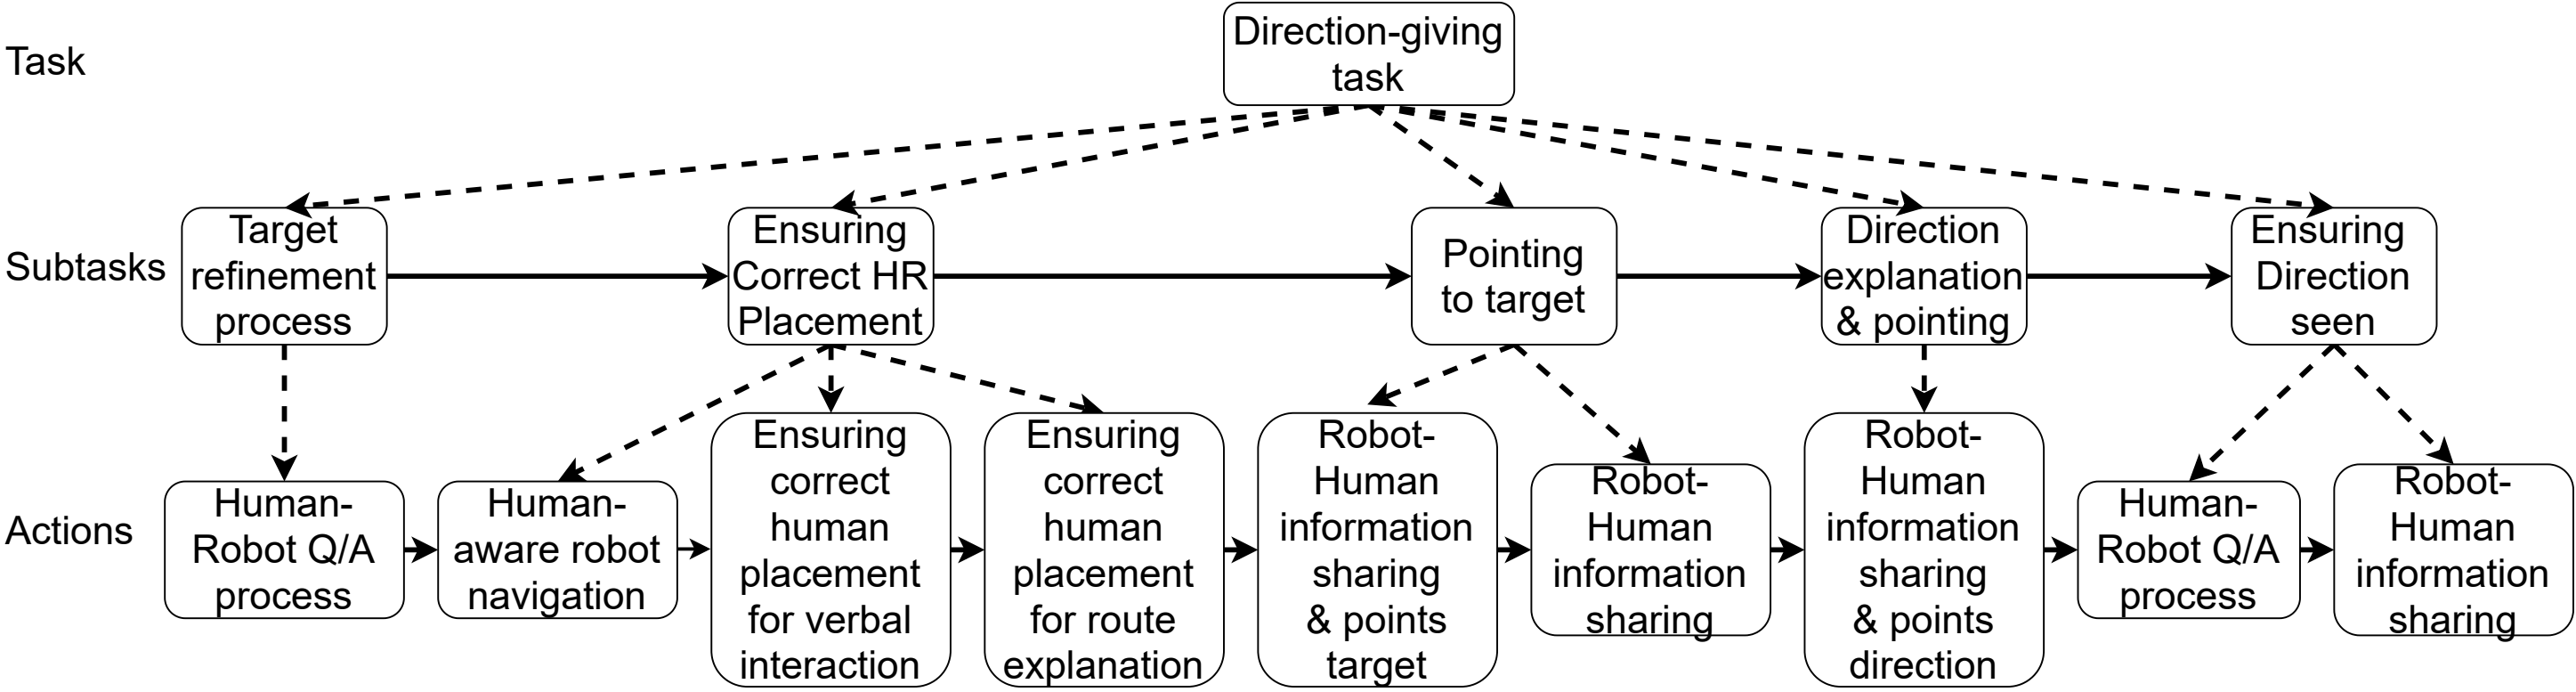 Task
Direction-giving
task
Subtasks
Target
refinement
process
Ensuring
Correct HR
Placement
Pointing
to target
Direction
explanation
& pointing
Ensuring
Direction
seen
Actions
Human-
Robot Q/A
process
Human-
aware robot
navigation
Ensuring
correct
human
placement
for verbal
interaction
Ensuring
correct
human
placement
for route
explanation
Robot-
Human
information
sharing
& points
target
Robot-
Human
information
sharing
Robot-
Human
information
sharing
& points
direction
Human-
Robot Q/A
process
Robot-
Human
information
sharing